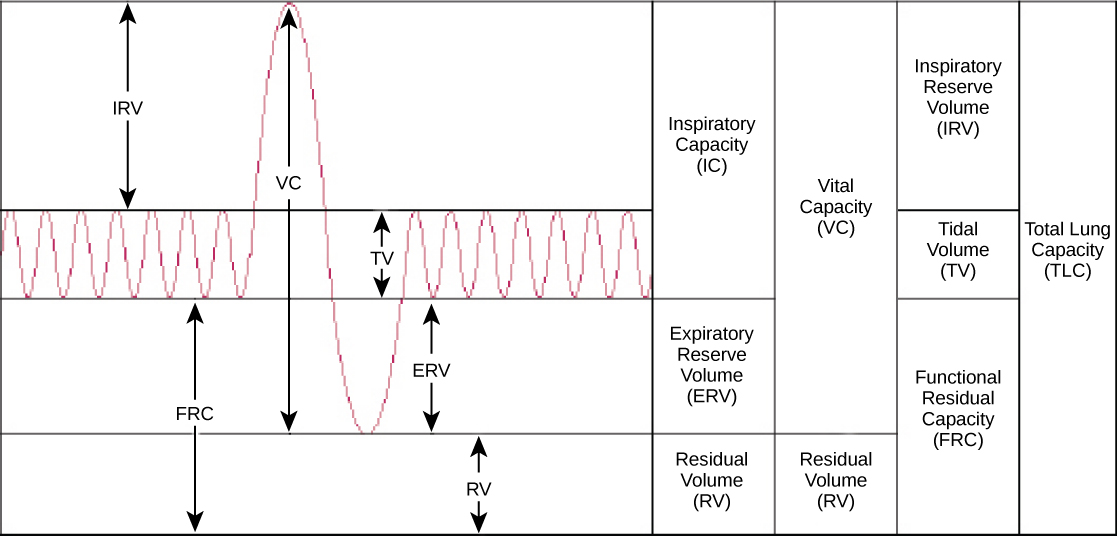 IRV
VC
TV
ERV
FRC
RV
Inspiratory
Capacity
(IC)
Expiratory
Reserve
Volume
(ERV)
Residual
Volume
(RV)
Vital
Capacity
(VC)
Residual
Volume
(RV)
Inspiratory
Reserve
Volume
(IRV)
Tidal
Volume
(TV)
Functional
Residual
Capacity
(FRC)
Total Lung
Capacity
(TLC)